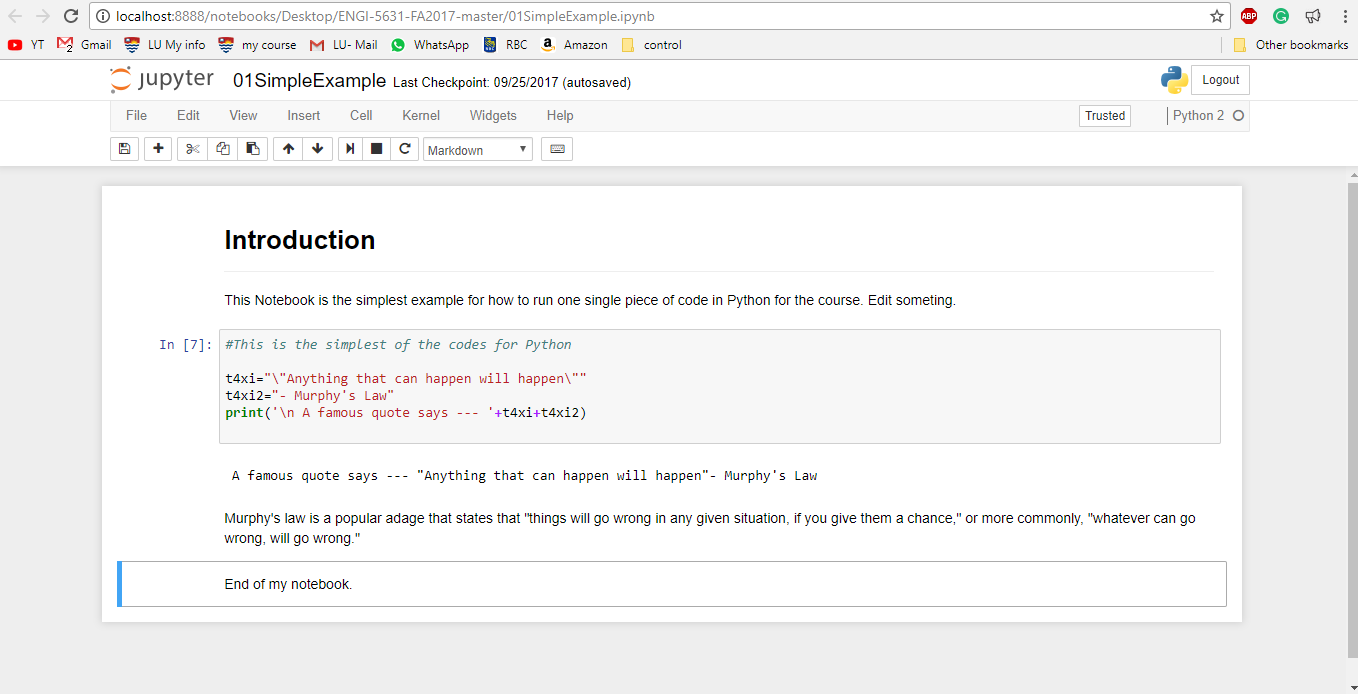 localhost:8888/notebooks/Desktop/ENGI-5631-FA2017-master/01SimpleExample.ipynb
ABP
G
YT Gmail LU My info my course LU- Mail WhatsApp RBC Amazon control Other bookmarks
jupyter 01SimpleExample Last Checkpoint: 09/25/2017 (autosaved) Logout
File Edit View Insert Cell Kernel Widgets Help Trusted Python 2
Markdown
Introduction
This Notebook is the simplest example for how to run one single piece of code in Python for the course. Edit someting.
In [7]: #This is the simplest of the codes for Python
t4xi="\"Anything that can happen will happen\""
t4xi2="- Murphy's Law"
print('\n A famous quote says --- '+t4xi+t4xi2)
A famous quote says --- "Anything that can happen will happen"- Murphy's Law
Murphy's law is a popular adage that states that "things will go wrong in any given situation, if you give them a chance," or more commonly, "whatever can go
wrong, will go wrong."
End of my notebook.